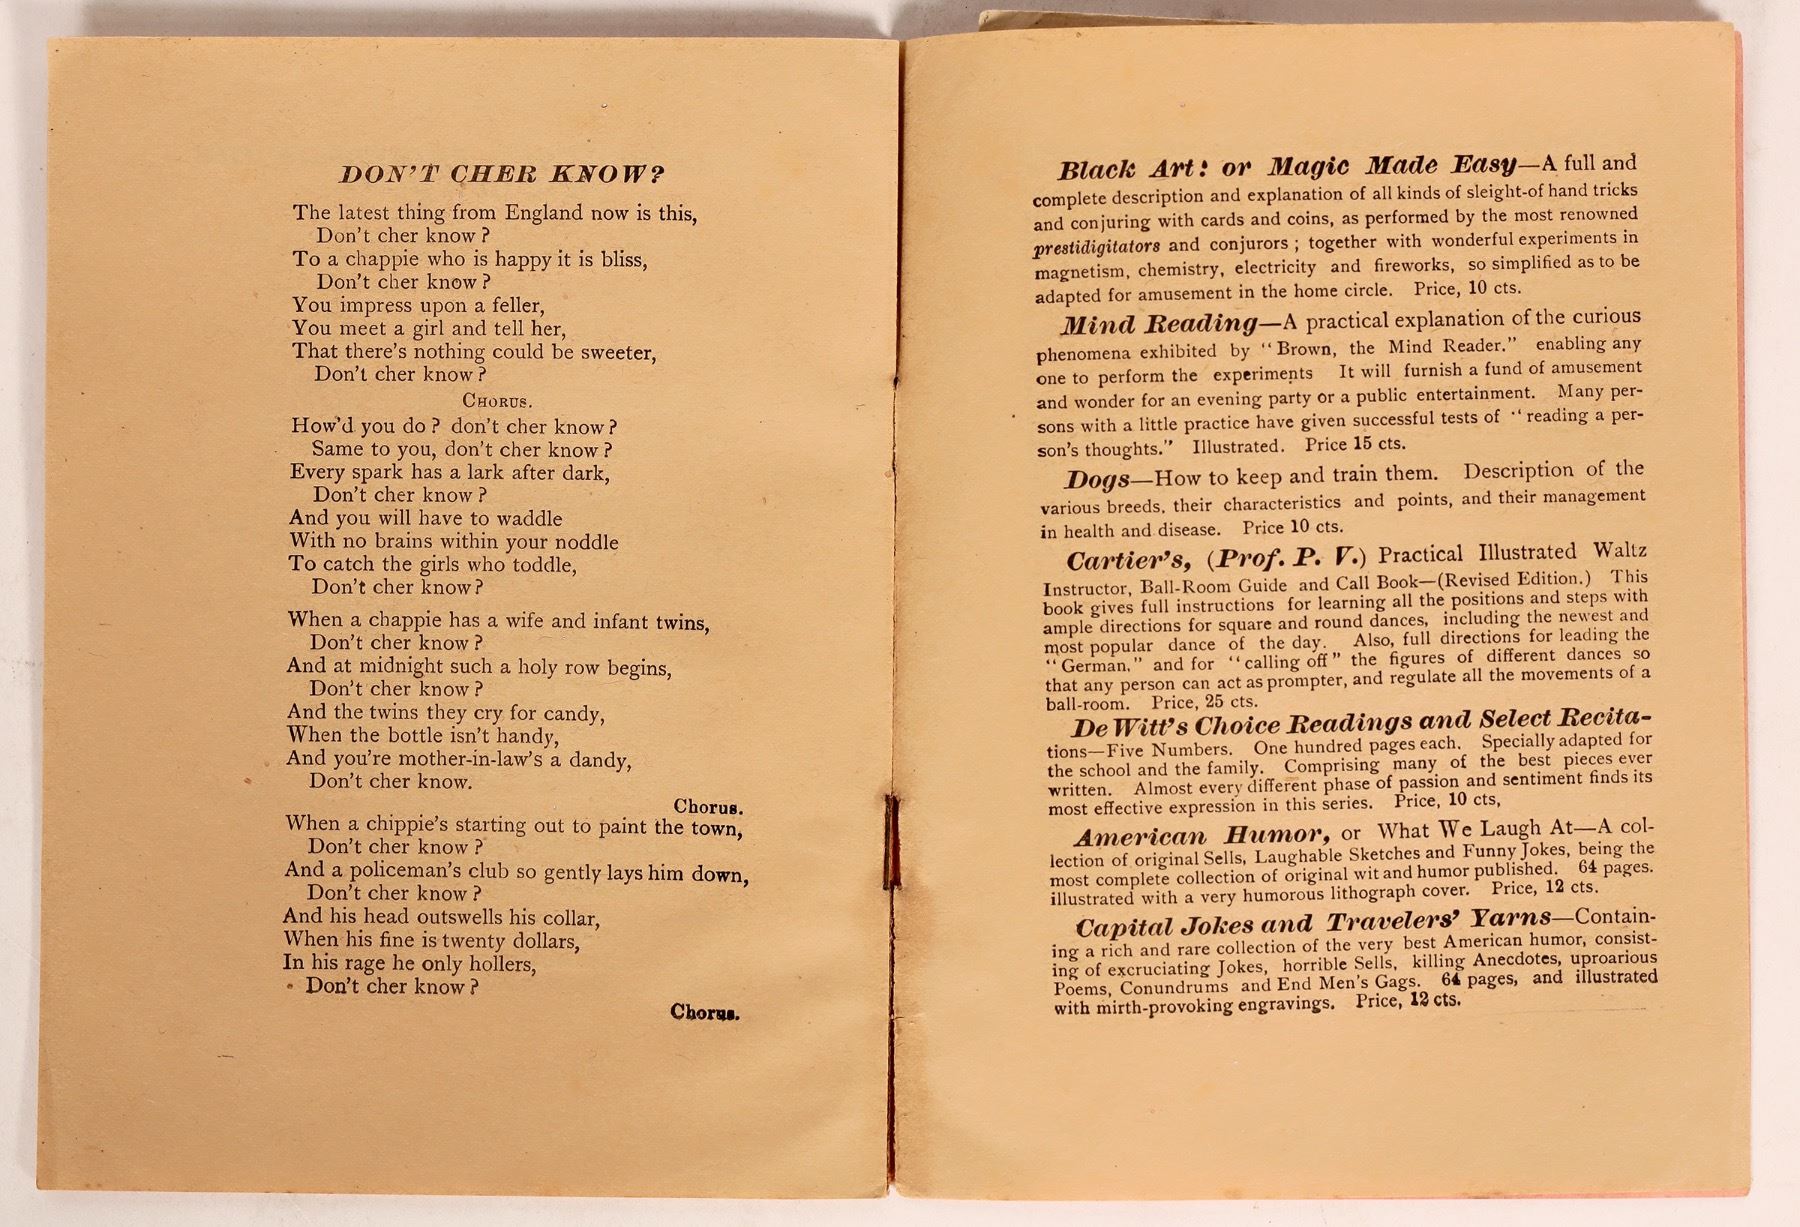 DON'T CHER KNOW?
The latest thing from England now is this,
Don't cher know?
To a chappie who is happy it is bliss,
Don't cher know?
You impress upon a feller,
You meet a girl and tell her,
That there's nothing could be sweeter,
Don't cher know?
CHORUS.
How'd you do? don't cher know?
Same to you, don't cher know?
Every spark has a lark after dark,
Don't cher know?
And you will have to waddle
With no brains within your noddle
To catch the girls who toddle,
Don't cher know?
When a chappie has a wife and infant twins,
Don't cher know?
And at midnight such a holy row begins,
Don't cher know?
And the twins they cry for candy,
When the bottle isn't handy,
And you're mother-in-law's a dandy,
Don't cher know.
Chorus.
When a chippie's starting out to paint the town,
Don't cher know?
And a policeman's club so gently lays him down,
Don't cher know?
And his head outswells his collar,
When his fine is twenty dollars,
In his rage he only hollers,
Don't cher know?
Chorus.
Black Art: or Magic Made Easy—A full and
complete description and explanation of all kinds of sleight-of hand tricks
and conjuring with cards and coins, as performed by the most renowned
prestidigitators and conjurors; together with wonderful experiments in
magnetism, chemistry, electricity and fireworks, so simplified as to be
adapted for amusement in the home circle. Price, 10 cts.
Mind Reading—A practical explanation of the curious
phenomena exhibited by "Brown, the Mind Reader." enabling any
one to perform the experiments It will furnish a fund of amusement
and wonder for an evening party or a public entertainment. Many per-
sons with a little practice have given successful tests of "reading a per-
son's thoughts." Illustrated. Price 15 cts.
Dogs—How to keep and train them. Description of the
various breeds, their characteristics and points, and their management
in health and disease. Price 10 cts.
Cartier's, (Prof. P. V.) Practical Illustrated Waltz
Instructor, Ball-Room Guide and Call Book—(Revised Edition.) This
book gives full instructions for learning all the positions and steps with
ample directions for square and round dances, including the newest and
most popular dance of the day. Also, full directions for leading the
"German," and for "calling off" the figures of different dances so
that any person can act as prompter, and regulate all the movements of a
ball-room. Price, 25 cts.
De Witt's Choice Readings and Select Recita-
tions—Five Numbers. One hundred pages each. Specially adapted for
the school and the family. Comprising many of the best pieces ever
written. Almost every different phase of passion and sentiment finds its
most effective expression in this series. Price, 10 cts,
American Humor, or What We Laugh At—A col-
lection of original Sells, Laughable Sketches and Funny Jokes, being the
most complete collection of original wit and humor published. 64 pages.
illustrated with a very humorous lithograph cover. Price, 12 cts.
Capital Jokes and Travelers' Yarns—Contain-
ing a rich and rare collection of the very best American humor, consist-
ing of excruciating Jokes, horrible Sells, killing Anecdotes, uproarious
Poems, Conundrums and End Men's Gags. 64 pages, and illustrated
with mirth-provoking engravings. Price, 12 cts.